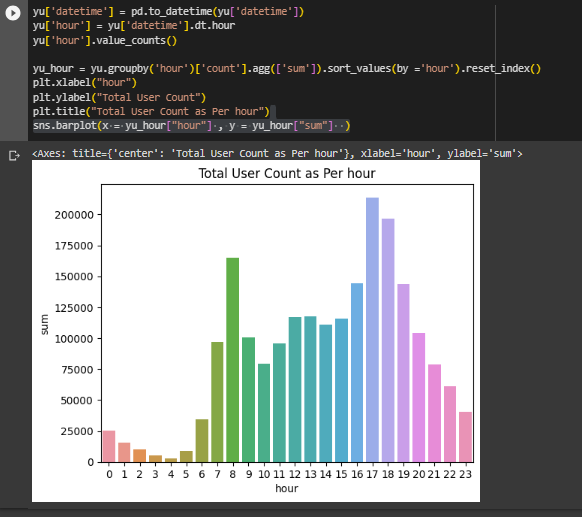 yu['datetime'] = pd.to_datetime(yu['datetime'])
yu['hour'] = yu['datetime'].dt.hour
yu['hour'].value_counts()
yu_hour = yu.groupby('hour')['count'].agg(['sum']).sort_values(by ='hour').reset_index()
plt.xlabel("hour")
plt.ylabel("Total User Count")
plt.title("Total User Count as Per hour")
sns.barplot(x = yu_hour["hour"] , y = yu_hour["sum"]  )
<Axes: title={'center': 'Total User Count as Per hour'}, xlabel='hour', ylabel='sum'>
Total User Count as Per hour
200000
175000
150000
125000
100000
75000
50000
25000
0
sum
0 1 2 3 4 5 6 7 8 9 10 11 12 13 14 15 16 17 18 19 20 21 22 23
hour